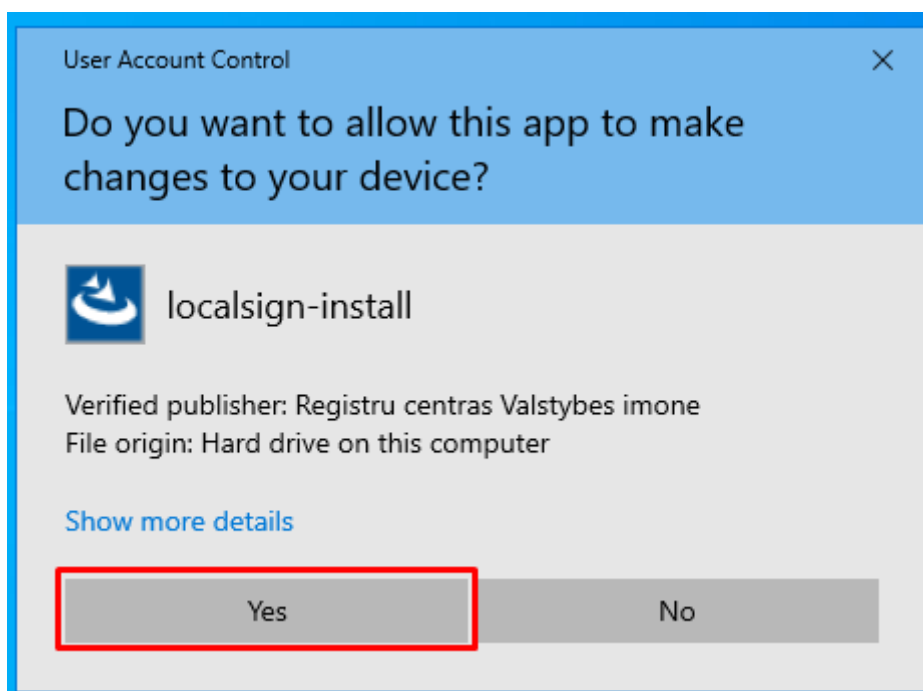 User Account Control
Do you want to allow this app to make
changes to your device?
localsign-install
Verified publisher: Registru centras Valstybes imone
File origin: Hard drive on this computer
Show more details
Yes
No